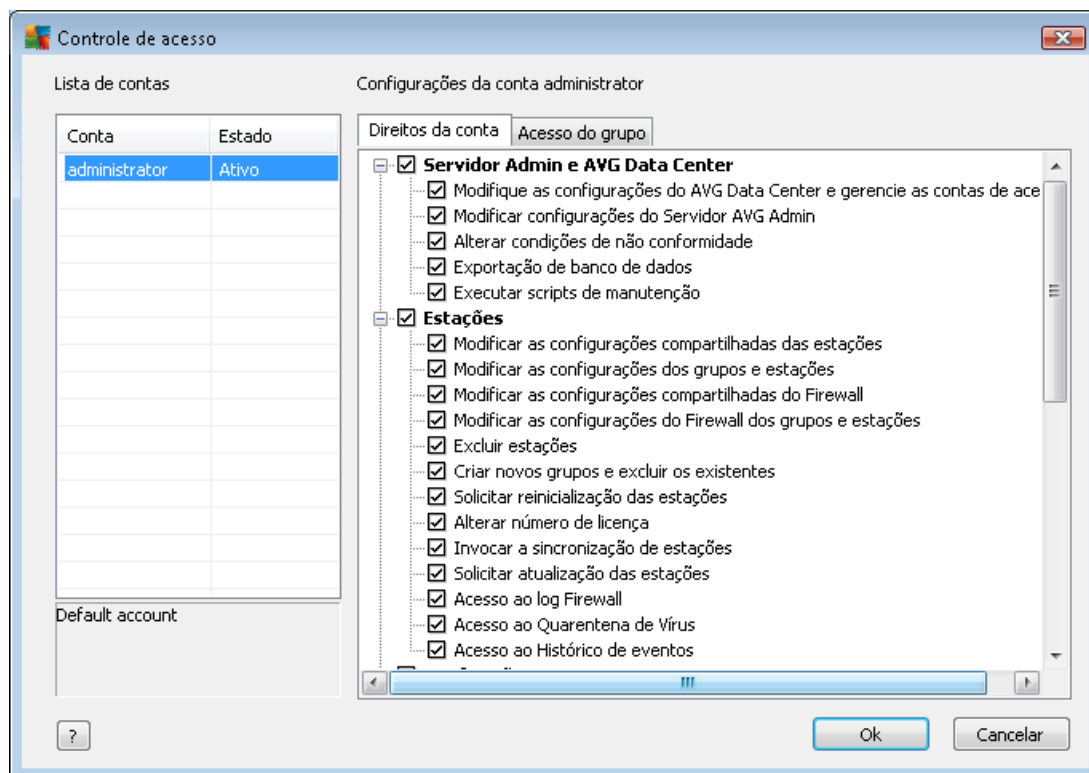 Controle de acesso
Lista de contas
Conta Estado
administrator Ativo
Default account
Configurações da conta administrator
Direitos da conta Acesso do grupo
Servidor Admin e AVG Data Center
Modifique as configurações do AVG Data Center e gerencie as contas de ace
Modificar configurações do Servidor AVG Admin
Alterar condições de não conformidade
Exportação de banco de dados
Executar scripts de manutenção
Estações
Modificar as configurações compartilhadas das estações
Modificar as configurações dos grupos e estações
Modificar as configurações compartilhadas do Firewall
Modificar as configurações do Firewall dos grupos e estações
Excluir estações
Criar novos grupos e excluir os existentes
Solicitar reinicialização das estações
Alterar número de licença
Invocar a sincronização de estações
Solicitar atualização das estações
Acesso ao log Firewall
Acesso ao Quarentena de Vírus
Acesso ao Histórico de eventos
? Ok Cancelar